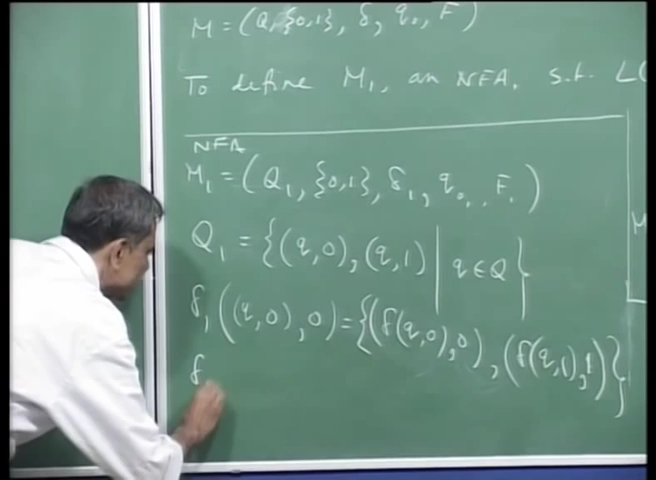 M = (Q, {0,1}, δ, q₀, F)
To define M₁, an NFA, s.t. L(
NFA
M₁ = (Q₁, {0,1}, δ₁, q₀, F₁)
Q₁ = {(q,0), (q,1) | q ∈ Q}
M
δ₁((q,0),0) = {(δ(q,0),0), (δ(q,1),1)}
δ